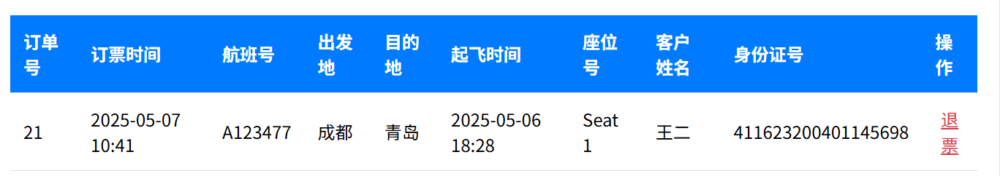 订单号 订票时间 航班号 出发地 目的地 起飞时间 座位号 客户姓名 身份证号 操作
21 2025-05-07 10:41 A123477 成都 青岛 2025-05-06 18:28 Seat 1 王二 411623200401145698 退票